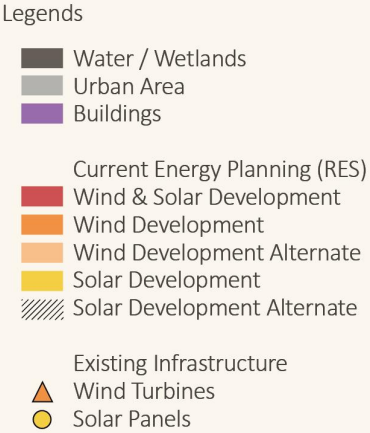 Legends
Water / Wetlands
Urban Area
Buildings
Current Energy Planning (RES)
Wind & Solar Development
Wind Development
Wind Development Alternate
Solar Development
Solar Development Alternate
Existing Infrastructure
Wind Turbines
Solar Panels